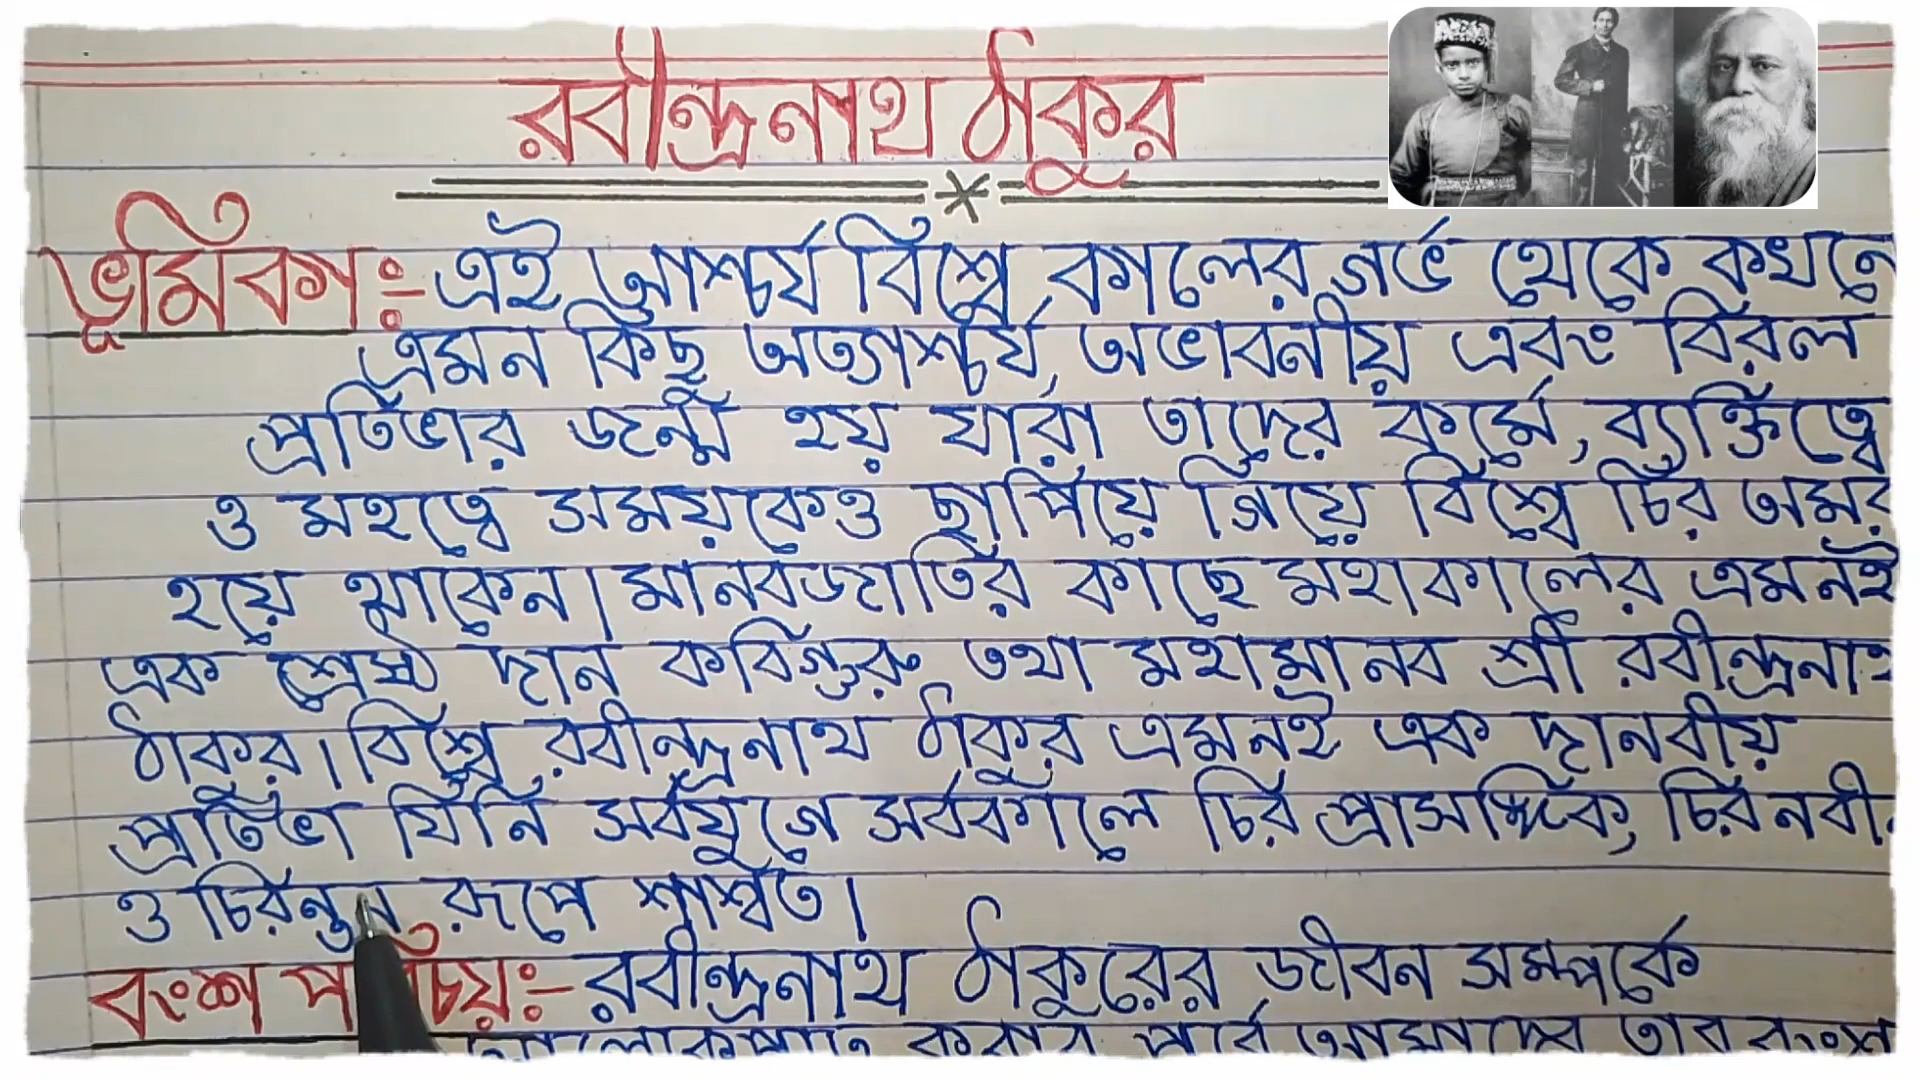 রবীন্দ্রনাথ ঠাকুর
ভূমিকা:- এই আশ্চর্য বিশ্বে কালের গর্ভ থেকে কখনো
এমন কিছু অত্যাশ্চর্য, অভাবনীয় এবং বিরল
প্রতিভার জন্ম হয় যারা তাদের কর্মে, ব্যক্তিত্বে
ও মহত্বে সময়কেও ছাপিয়ে গিয়ে বিশ্বে চির অমর
হয়ে থাকেন। মানবজাতির কাছে মহাকালের এমনই
এক শ্রেষ্ঠ দান কবিগুরু তথা মহামানব শ্রী রবীন্দ্রনাথ
ঠাকুর। বিশ্বে রবীন্দ্রনাথ ঠাকুর এমনই এক দানবীয়
প্রতিভা যিনি সর্বযুগে সর্বকালে চির প্রাসঙ্গিক, চির
ও চিরন্তন রূপে শাশ্বত।
বংশ পরিচয়:- রবীন্দ্রনাথ ঠাকুরের জীবন সম্পর্কে